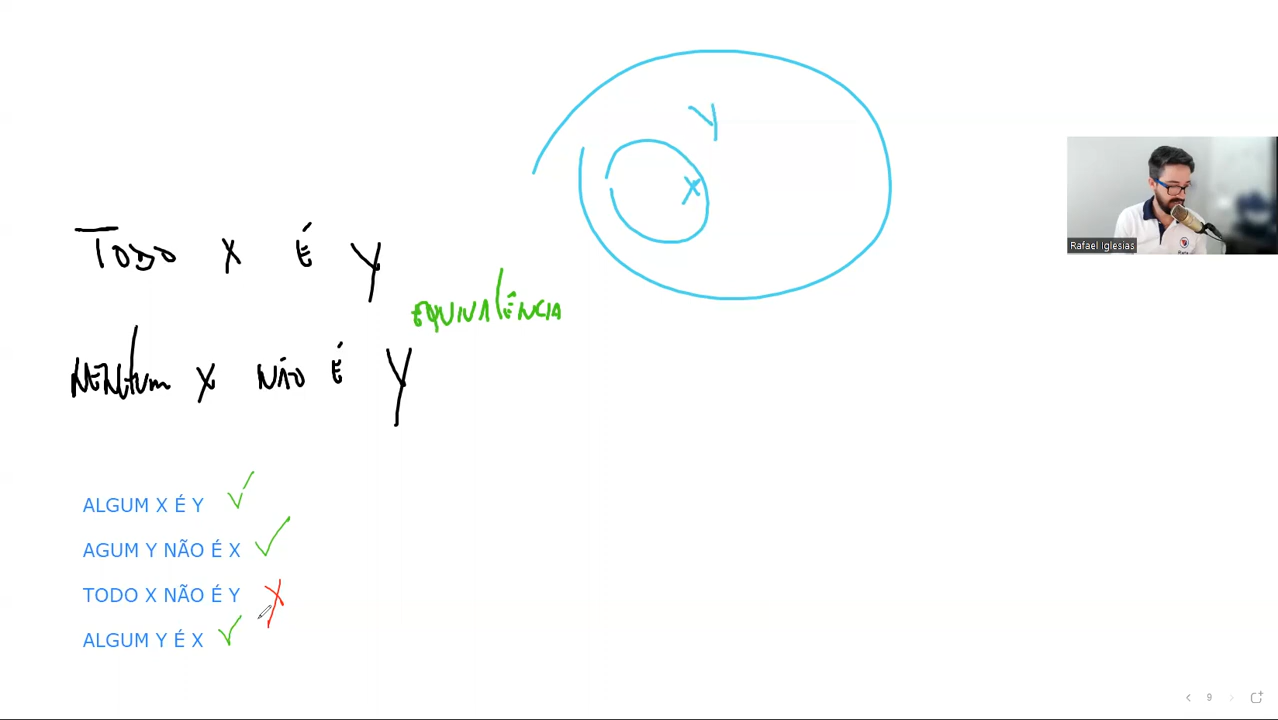 Y
X
TODO X É Y
EQUIVALÊNCIA
NENHUM X NÃO É Y
ALGUM X É Y
AGUM Y NÃO É X
TODO X NÃO É Y
ALGUM Y É X
Rafael Iglesias
9